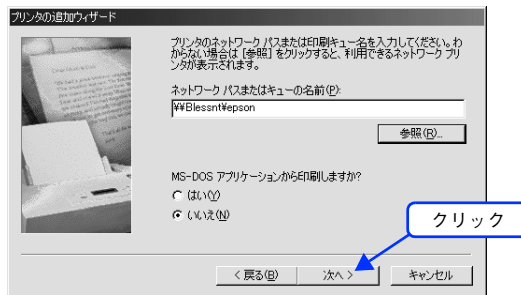 プリンタの追加ウィザード
プリンタのネットワーク パスまたは印刷キュー名を入力してください。わ
からない場合は [参照] をクリックすると、利用できるネットワーク プリ
ンタが表示されます。
ネットワーク パスまたはキューの名前(P):
¥¥Blessnt¥epson
参照(R)...
MS-DOS アプリケーションから印刷しますか?
はい(Y)
いいえ(N)
クリック
< 戻る(B)
次へ >
キャンセル